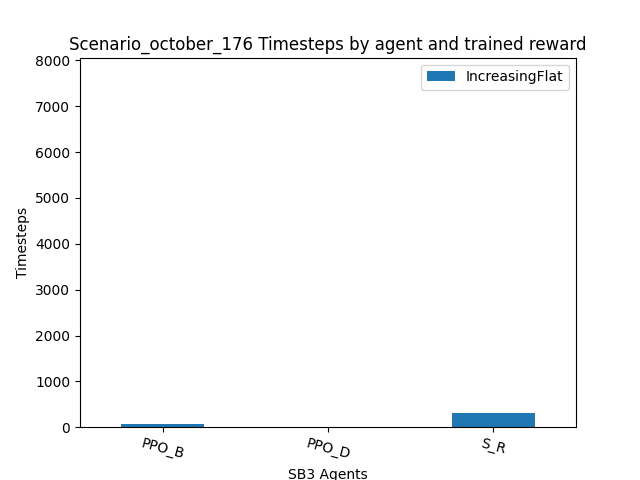 Scenario_october_176 Timesteps by agent and trained reward
IncreasingFlat
8000
7000
6000
5000
4000
3000
2000
1000
0
Timesteps
PPO_B
PPO_D
S_R
SB3 Agents